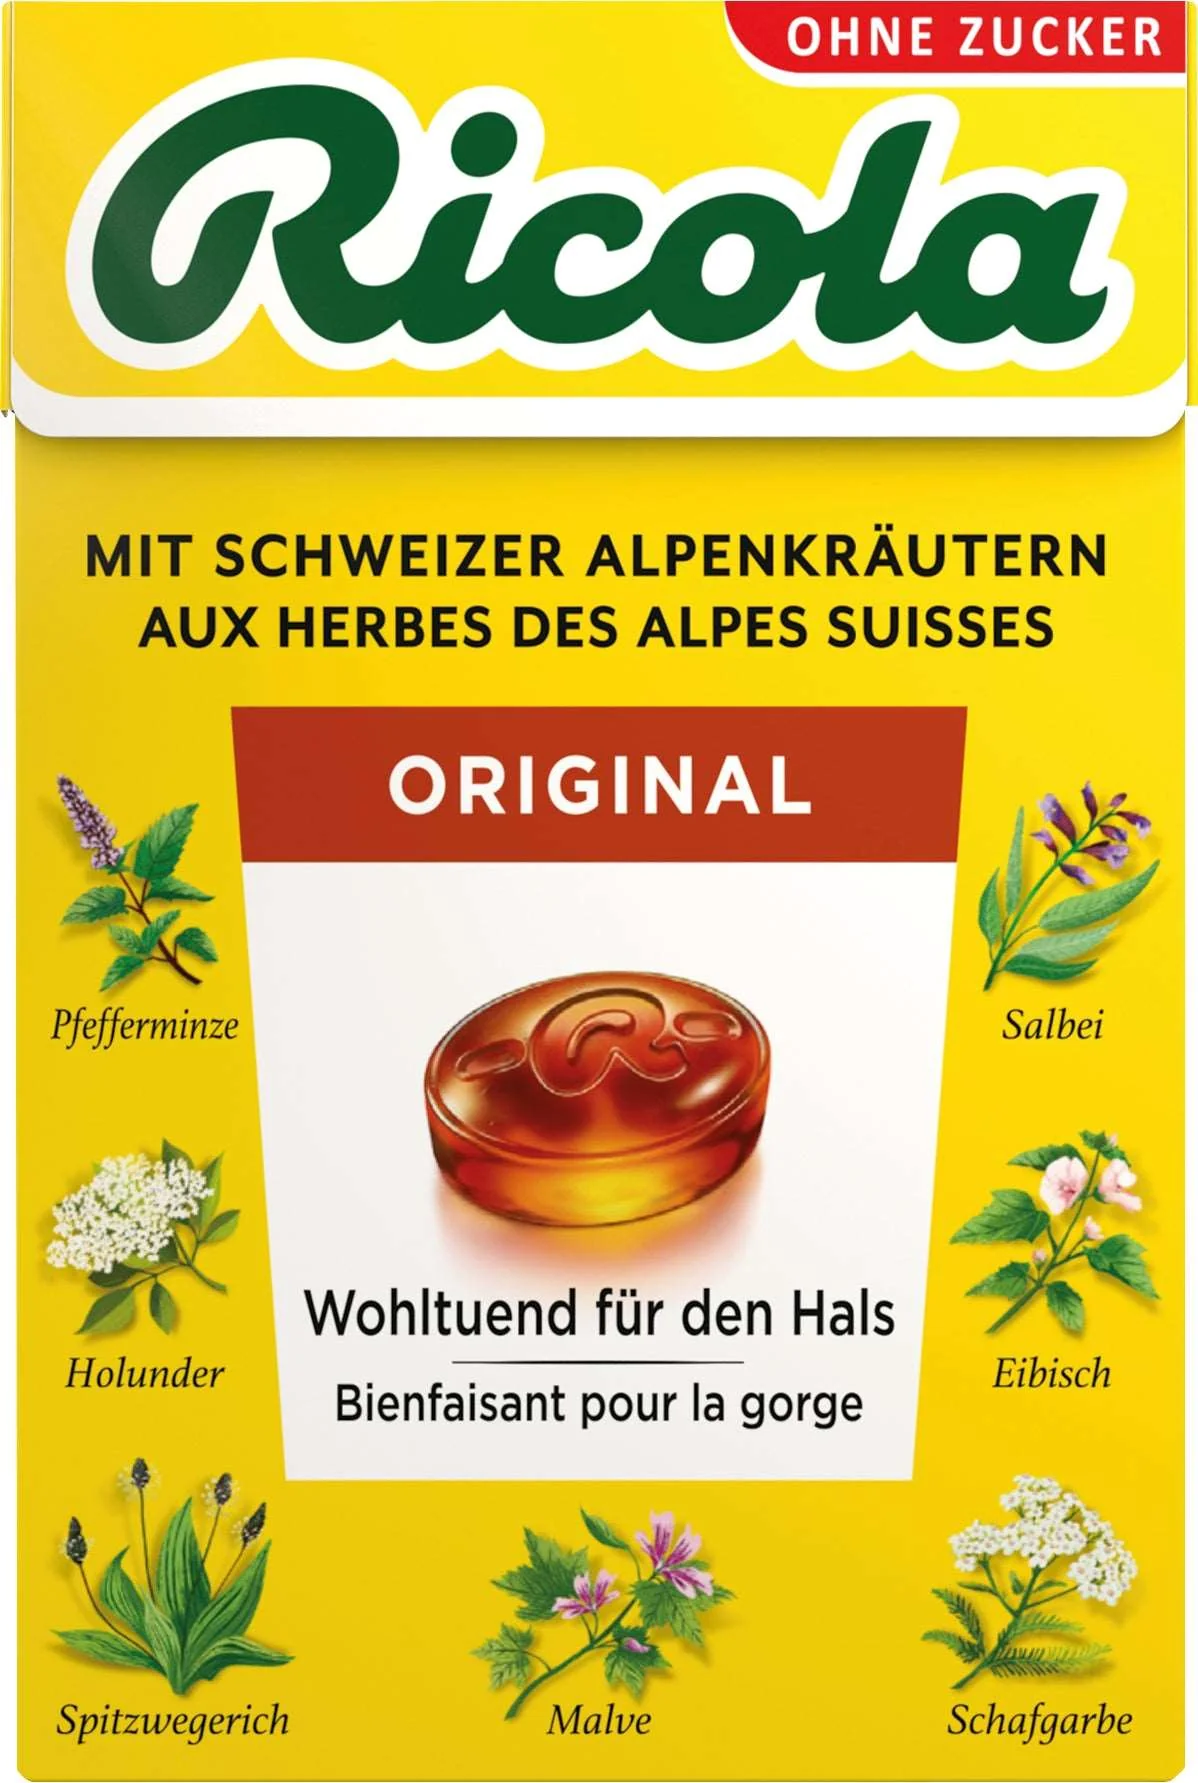 OHNE ZUCKER
Ricola
MIT SCHWEIZER ALPENKRÄUTERN
AUX HERBES DES ALPES SUISSES
ORIGINAL
Pfefferminze
Salbei
Holunder
Eibisch
Wohltuend für den Hals
Bienfaisant pour la gorge
Spitzwegerich
Malve
Schafgarbe